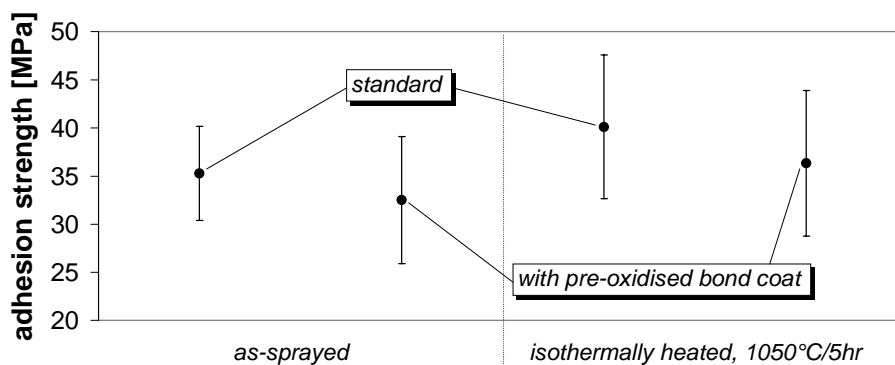 adhesion strength [MPa]
50
45
40
35
30
25
20
standard
with pre-oxidised bond coat
as-sprayed
isothermally heated, 1050°C/5hr